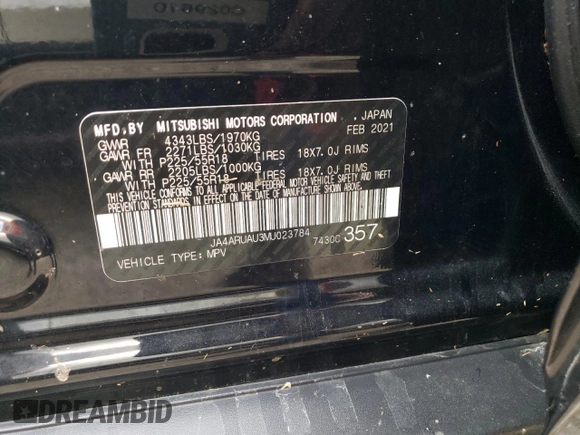 MFD.BY MITSUBISHI MOTORS CORPORATION JAPAN
GVWR 4343LBS/1970KG FEB 2021
GAWR FR 2271LBS/1030KG
WITH P225/55R18 TIRES 18X7.0J RIMS
GAWR RR 2205LBS/1000KG
WITH P225/55R18 TIRES 18X7.0J RIMS
THIS VEHICLE CONFORMS TO ALL APPLICABLE FEDERAL MOTOR VEHICLE SAFETY AND THEFT
PREVENTION STANDARDS IN EFFECT ON THE DATE OF MANUFACTURE SHOWN ABOVE.
JA4ARUAU3MU023784
7430C 357
VEHICLE TYPE: MPV
DREAMBID